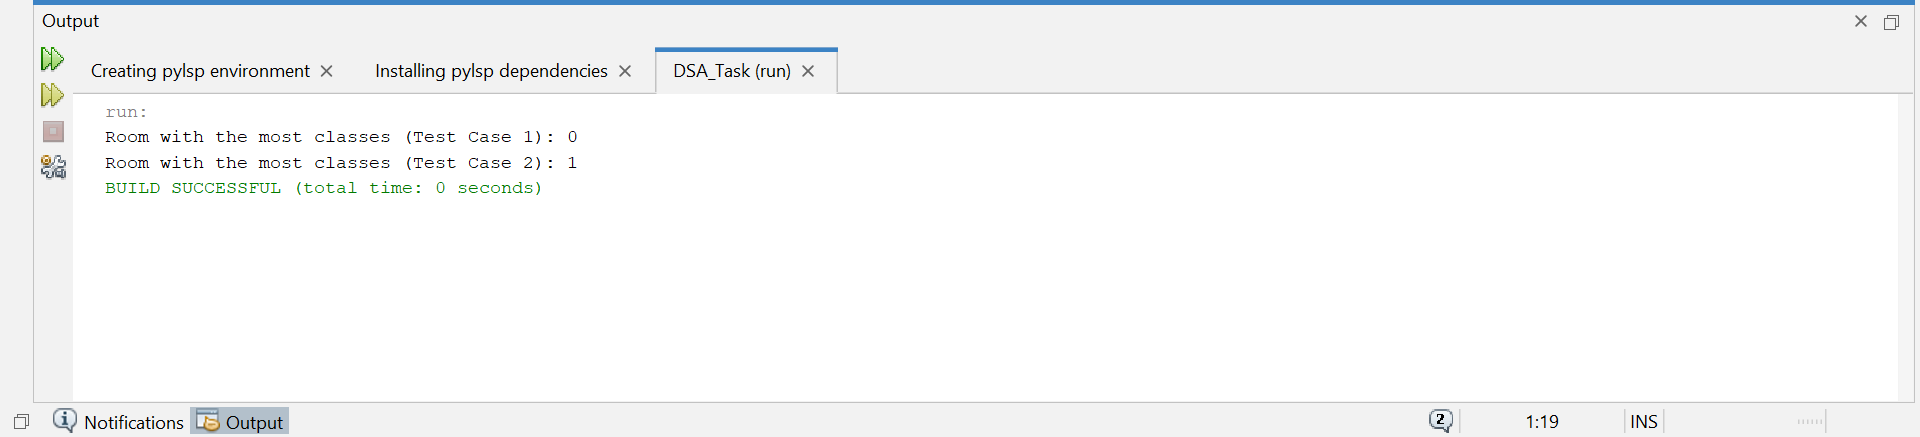 Output
Creating pylsp environment Installing pylsp dependencies DSA_Task (run)
run:
Room with the most classes (Test Case 1): 0
Room with the most classes (Test Case 2): 1
BUILD SUCCESSFUL (total time: 0 seconds)
Notifications Output 2 1:19 INS